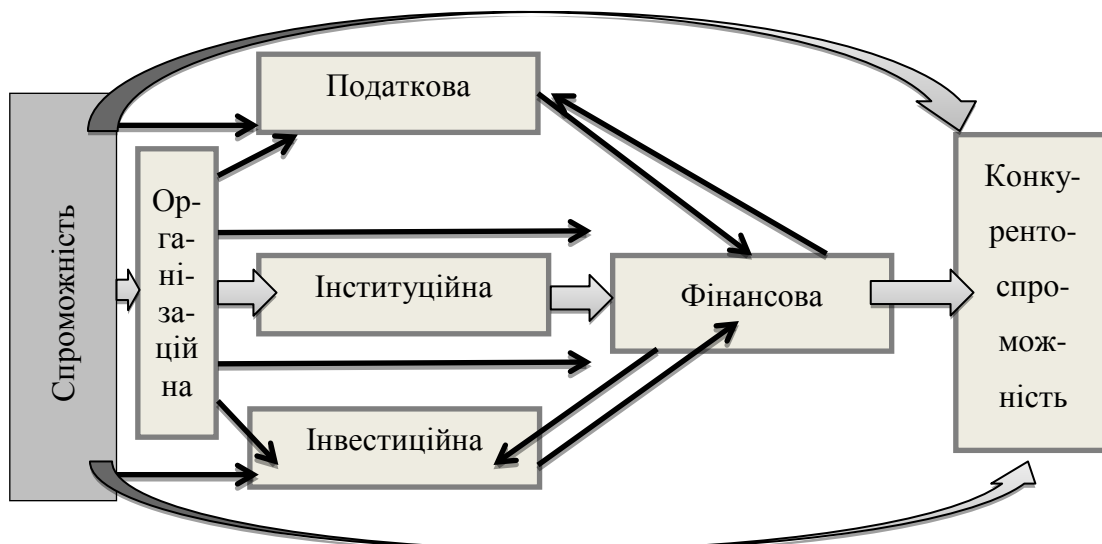 Спроможність
Ор-
га-
ні-
за-
цій
на
Податкова
Інституційна
Інвестиційна
Фінансова
Конку-
ренто-
спро-
мож-
ність